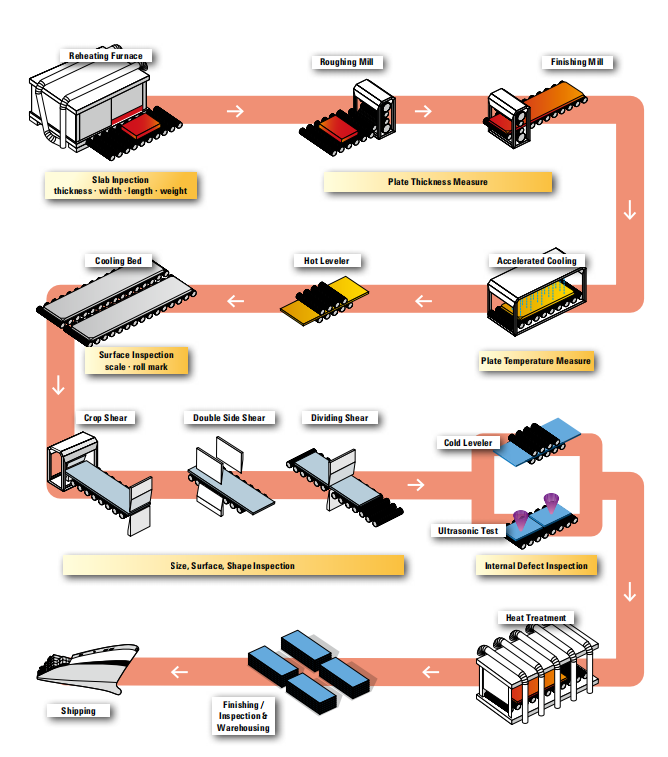 Reheating Furnace
Roughing Mill
Finishing Mill
Slab Inpection
thickness · width · length · weight
Plate Thickness Measure
Cooling Bed
Hot Leveler
Accelerated Cooling
Surface Inspection
scale · roll mark
Plate Temperature Measure
Crop Shear
Double Side Shear
Dividing Shear
Cold Leveler
Ultrasonic Test
Size, Surface, Shape Inspection
Internal Defect Inspection
Heat Treatment
Shipping
Finishing /
Inspection &
Warehousing